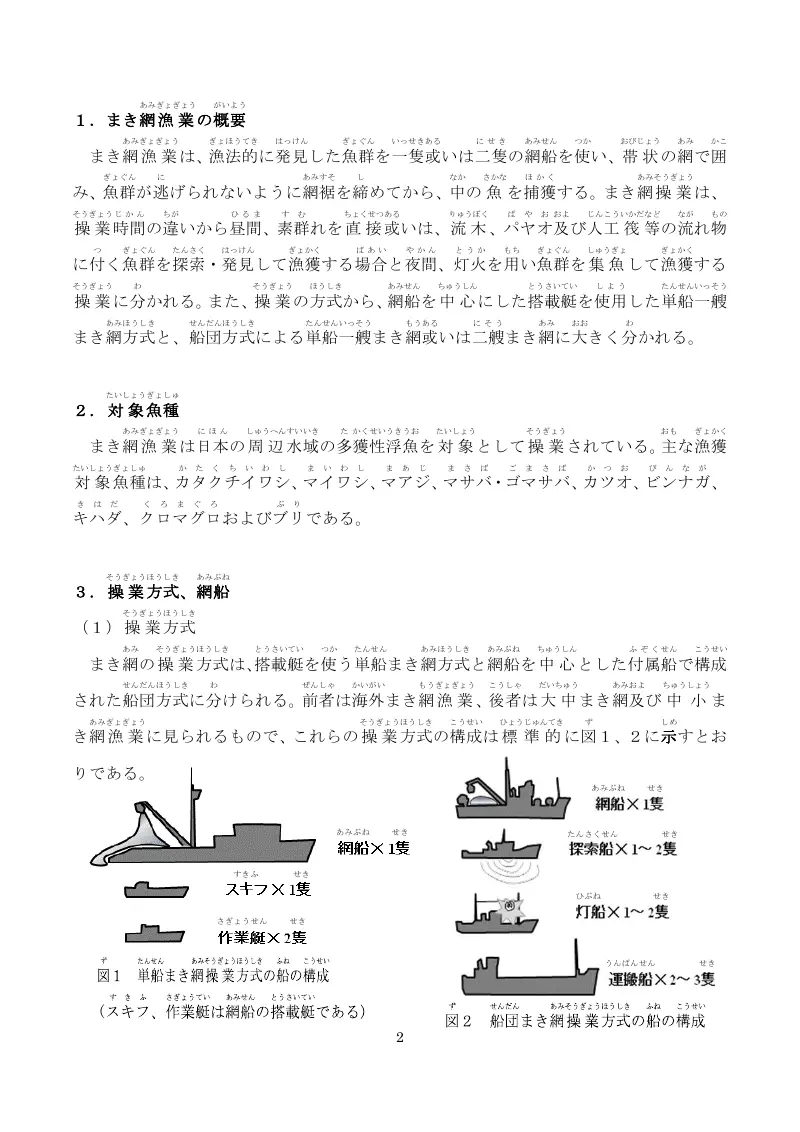 １．まき網漁業の概要
まき網漁業は、漁法的に発見した魚群を一隻或いは二隻の網船を使い、帯状の網で囲
み、魚群が逃げられないように網裾を締めてから、中の魚を捕獲する。まき網操業は、
操業時間の違いから昼間、素群れを直接或いは、流木、パヤオ及び人工筏等の流れ物
に付く魚群を探索・発見して漁獲する場合と夜間、灯火を用い魚群を集魚して漁獲する
操業に分かれる。また、操業の方式から、網船を中心にした搭載艇を使用した単船一艘
まき網方式と、船団方式による単船一艘まき網或いは二艘まき網に大きく分かれる。
２．対象魚種
まき網漁業は日本の周辺水域の多獲性浮魚を対象として操業されている。主な漁獲
対象魚種は、カタクチイワシ、マイワシ、マアジ、マサバ・ゴマサバ、カツオ、ビンナガ、
キハダ、クロマグロおよびブリである。
３．操業方式、網船
（１）操業方式
まき網の操業方式は、搭載艇を使う単船まき網方式と網船を中心とした付属船で構成
された船団方式に分けられる。前者は海外まき網漁業、後者は大中まき網及び中小ま
き網漁業に見られるもので、これらの操業方式の構成は標準的に図１、２に示すとお
りである。
網船×1隻
スキフ×1隻
作業艇×2隻
図１　単船まき網操業方式の船の構成
（スキフ、作業艇は網船の搭載艇である）
網船×1隻
探索船×1～2隻
灯船×1～2隻
運搬船×2～3隻
図２　船団まき網操業方式の船の構成
2